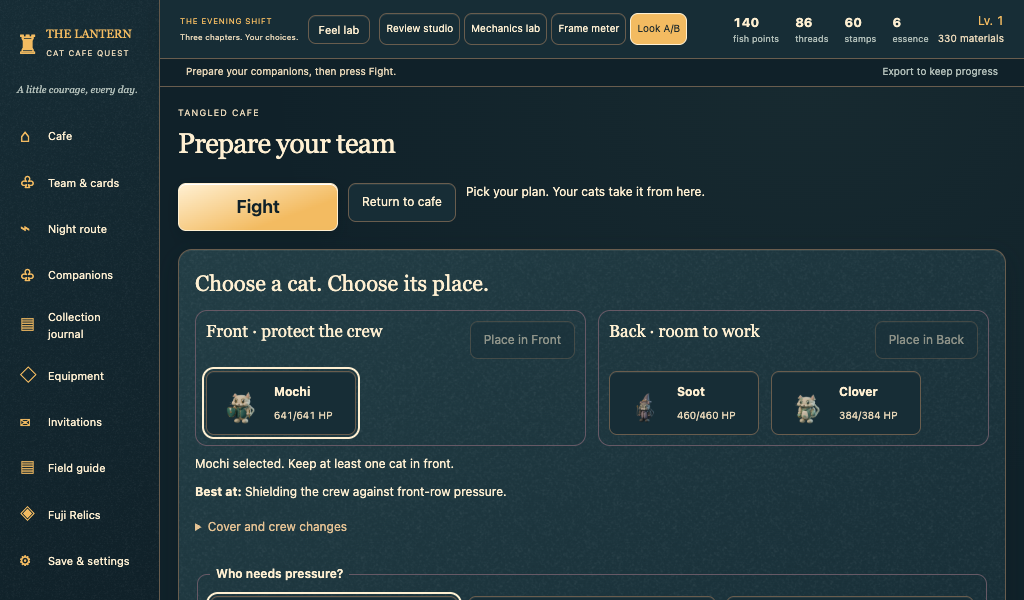 THE LANTERN
CAT CAFE QUEST
A little courage, every day.
Cafe
Team & cards
Night route
Companions
Collection
journal
Equipment
Invitations
Field guide
Fuji Relics
Save & settings
THE EVENING SHIFT
Three chapters. Your choices.
Feel lab
Review studio
Mechanics lab
Frame meter
Look A/B
140
fish points
86
threads
60
stamps
6
essence
Lv. 1
330 materials
Prepare your companions, then press Fight.
Export to keep progress
TANGLED CAFE
Prepare your team
Fight
Return to cafe
Pick your plan. Your cats take it from here.
Choose a cat. Choose its place.
Front · protect the crew
Place in Front
Mochi
641/641 HP
Back · room to work
Place in Back
Soot
460/460 HP
Clover
384/384 HP
Mochi selected. Keep at least one cat in front.
Best at: Shielding the crew against front-row pressure.
Cover and crew changes
Who needs pressure?